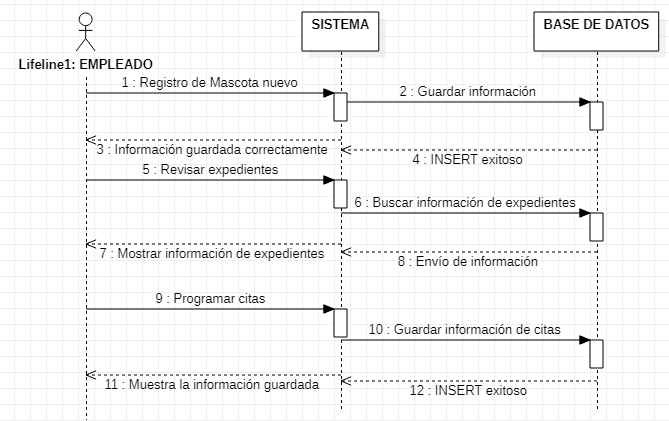 SISTEMA
BASE DE DATOS
Lifeline1: EMPLEADO
1 : Registro de Mascota nuevo
2 : Guardar información
3 : Información guardada correctamente
4 : INSERT exitoso
5 : Revisar expedientes
6 : Buscar información de expedientes
7 : Mostrar información de expedientes
8 : Envío de información
9 : Programar citas
10 : Guardar información de citas
11 : Muestra la información guardada
12 : INSERT exitoso